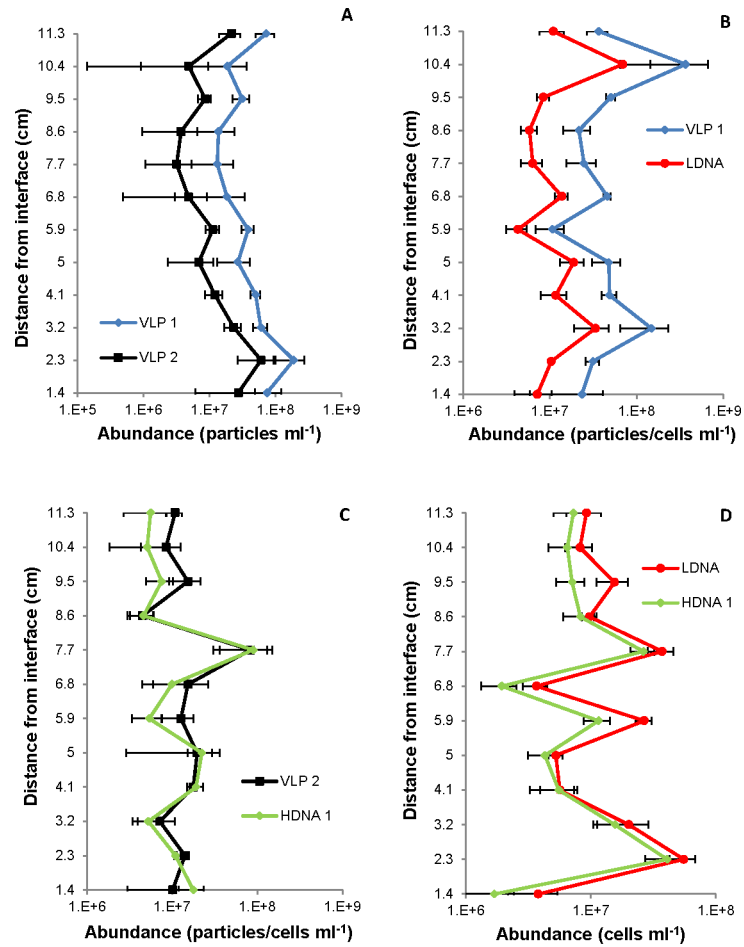 A
Distance from interface (cm)
11.3
10.4
9.5
8.6
7.7
6.8
5.9
5
4.1
3.2
2.3
1.4
VLP 1
VLP 2
1.E+5
1.E+6
1.E+7
1.E+8
1.E+9
Abundance (particles ml-1)
B
Distance from interface (cm)
11.3
10.4
9.5
8.6
7.7
6.8
5.9
5
4.1
3.2
2.3
1.4
VLP 1
LDNA
1.E+6
1.E+7
1.E+8
1.E+9
Abundance (particles/cells ml-1)
C
Distance from interface (cm)
11.3
10.4
9.5
8.6
7.7
6.8
5.9
5
4.1
3.2
2.3
1.4
VLP 2
HDNA 1
1.E+6
1.E+7
1.E+8
1.E+9
Abundance (particles/cells ml-1)
D
Distance from interface (cm)
11.3
10.4
9.5
8.6
7.7
6.8
5.9
5
4.1
3.2
2.3
1.4
LDNA
HDNA 1
1.E+6
1.E+7
1.E+8
Abundance (cells ml-1)